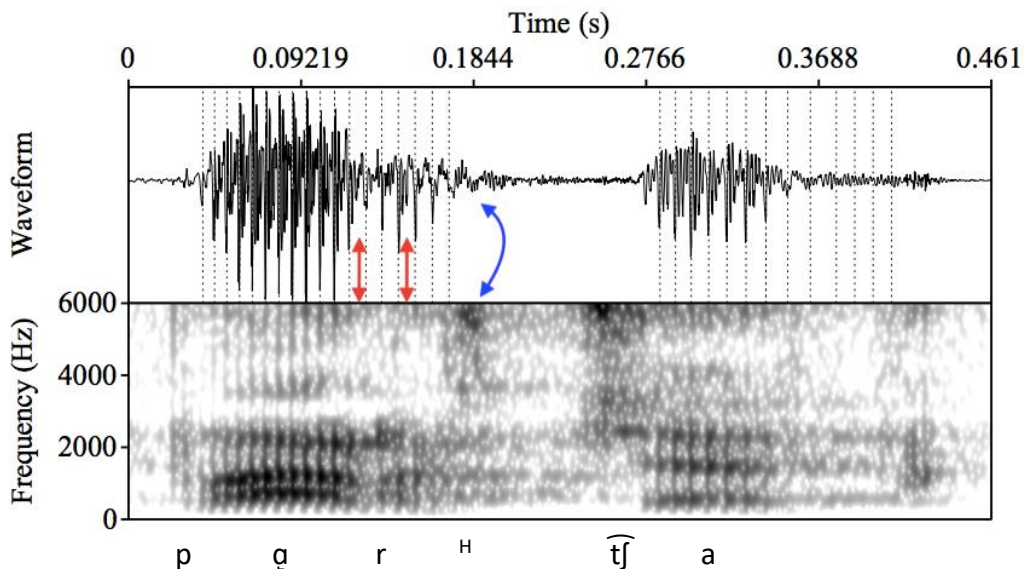 Time (s)
0 0.09219 0.1844 0.2766 0.3688 0.461
Waveform
6000
4000
2000
0
Frequency (Hz)
p ɑ̱ r ᴴ t͡ʃ a